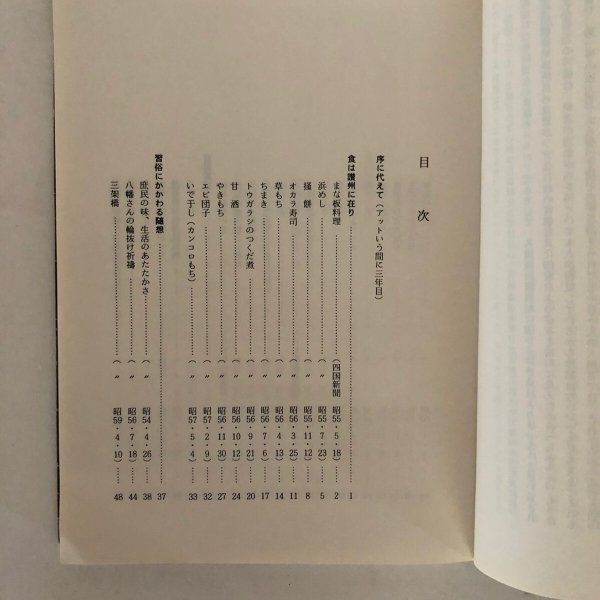 目次
序に代えて（アットいう間に三年目）
食は讃州に在り……1
まな板料理……（四国新聞 昭55・5・18）……2
浜めし……（〃 昭55・7・23）……5
掻餅……（〃 昭55・11・12）……8
オカラ寿司……（〃 昭56・3・25）……11
草もち……（〃 昭56・4・13）……14
ちまき……（〃 昭56・7・6）……17
トウガラシのつくだ煮……（〃 昭56・9・21）……20
甘酒……（〃 昭56・10・12）……24
やきもち……（〃 昭56・11・30）……27
エビ団子……（〃 昭57・2・9）……32
いで干し（カンコロもち）……（〃 昭57・5・4）……33
習俗にかかわる随想……37
庶民の味、生活のあたたかさ……（〃 昭54・4・26）……38
八幡さんの輪抜け祈禱……（〃 昭56・7・18）……44
三架橋……（〃 昭59・4・10）……48